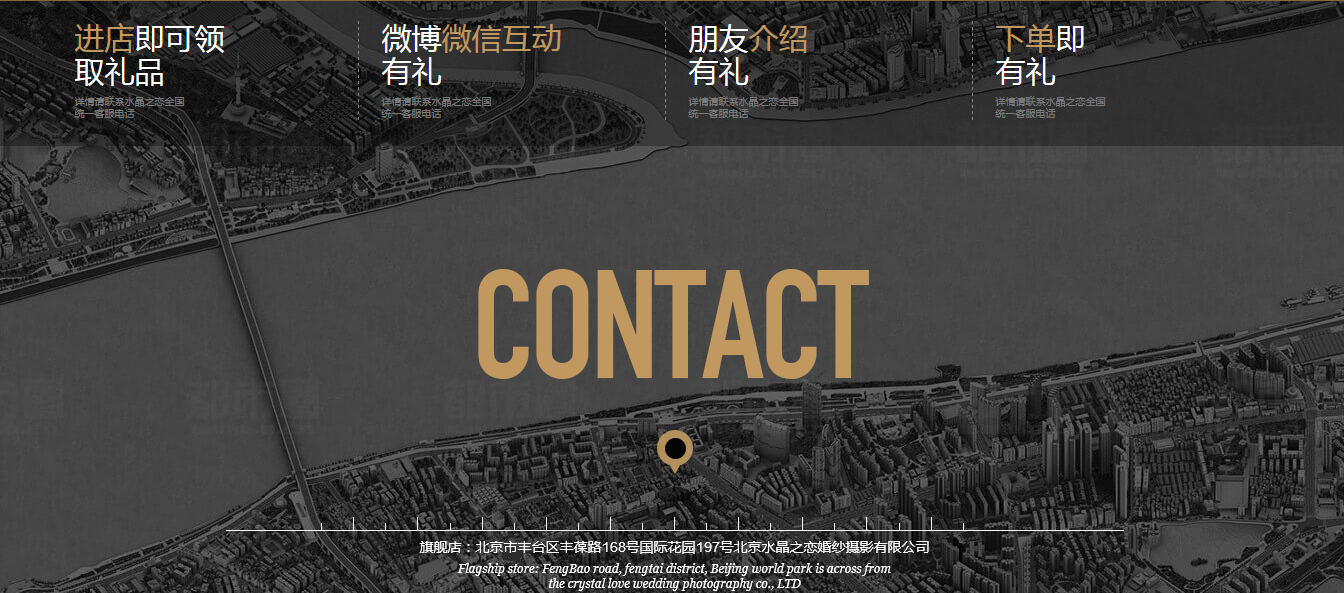 进店即可领
取礼品
详情请联系水晶之恋全国
统一客服电话
微博微信互动
有礼
详情请联系水晶之恋全国
统一客服电话
朋友介绍
有礼
详情请联系水晶之恋全国
统一客服电话
下单即
有礼
详情请联系水晶之恋全国
统一客服电话
CONTACT
旗舰店：北京市丰台区丰葆路168号国际花园197号北京水晶之恋婚纱摄影有限公司
Flagship store: FengBao road, fengtai district, Beijing world park is across from
the crystal love wedding photography co., LTD